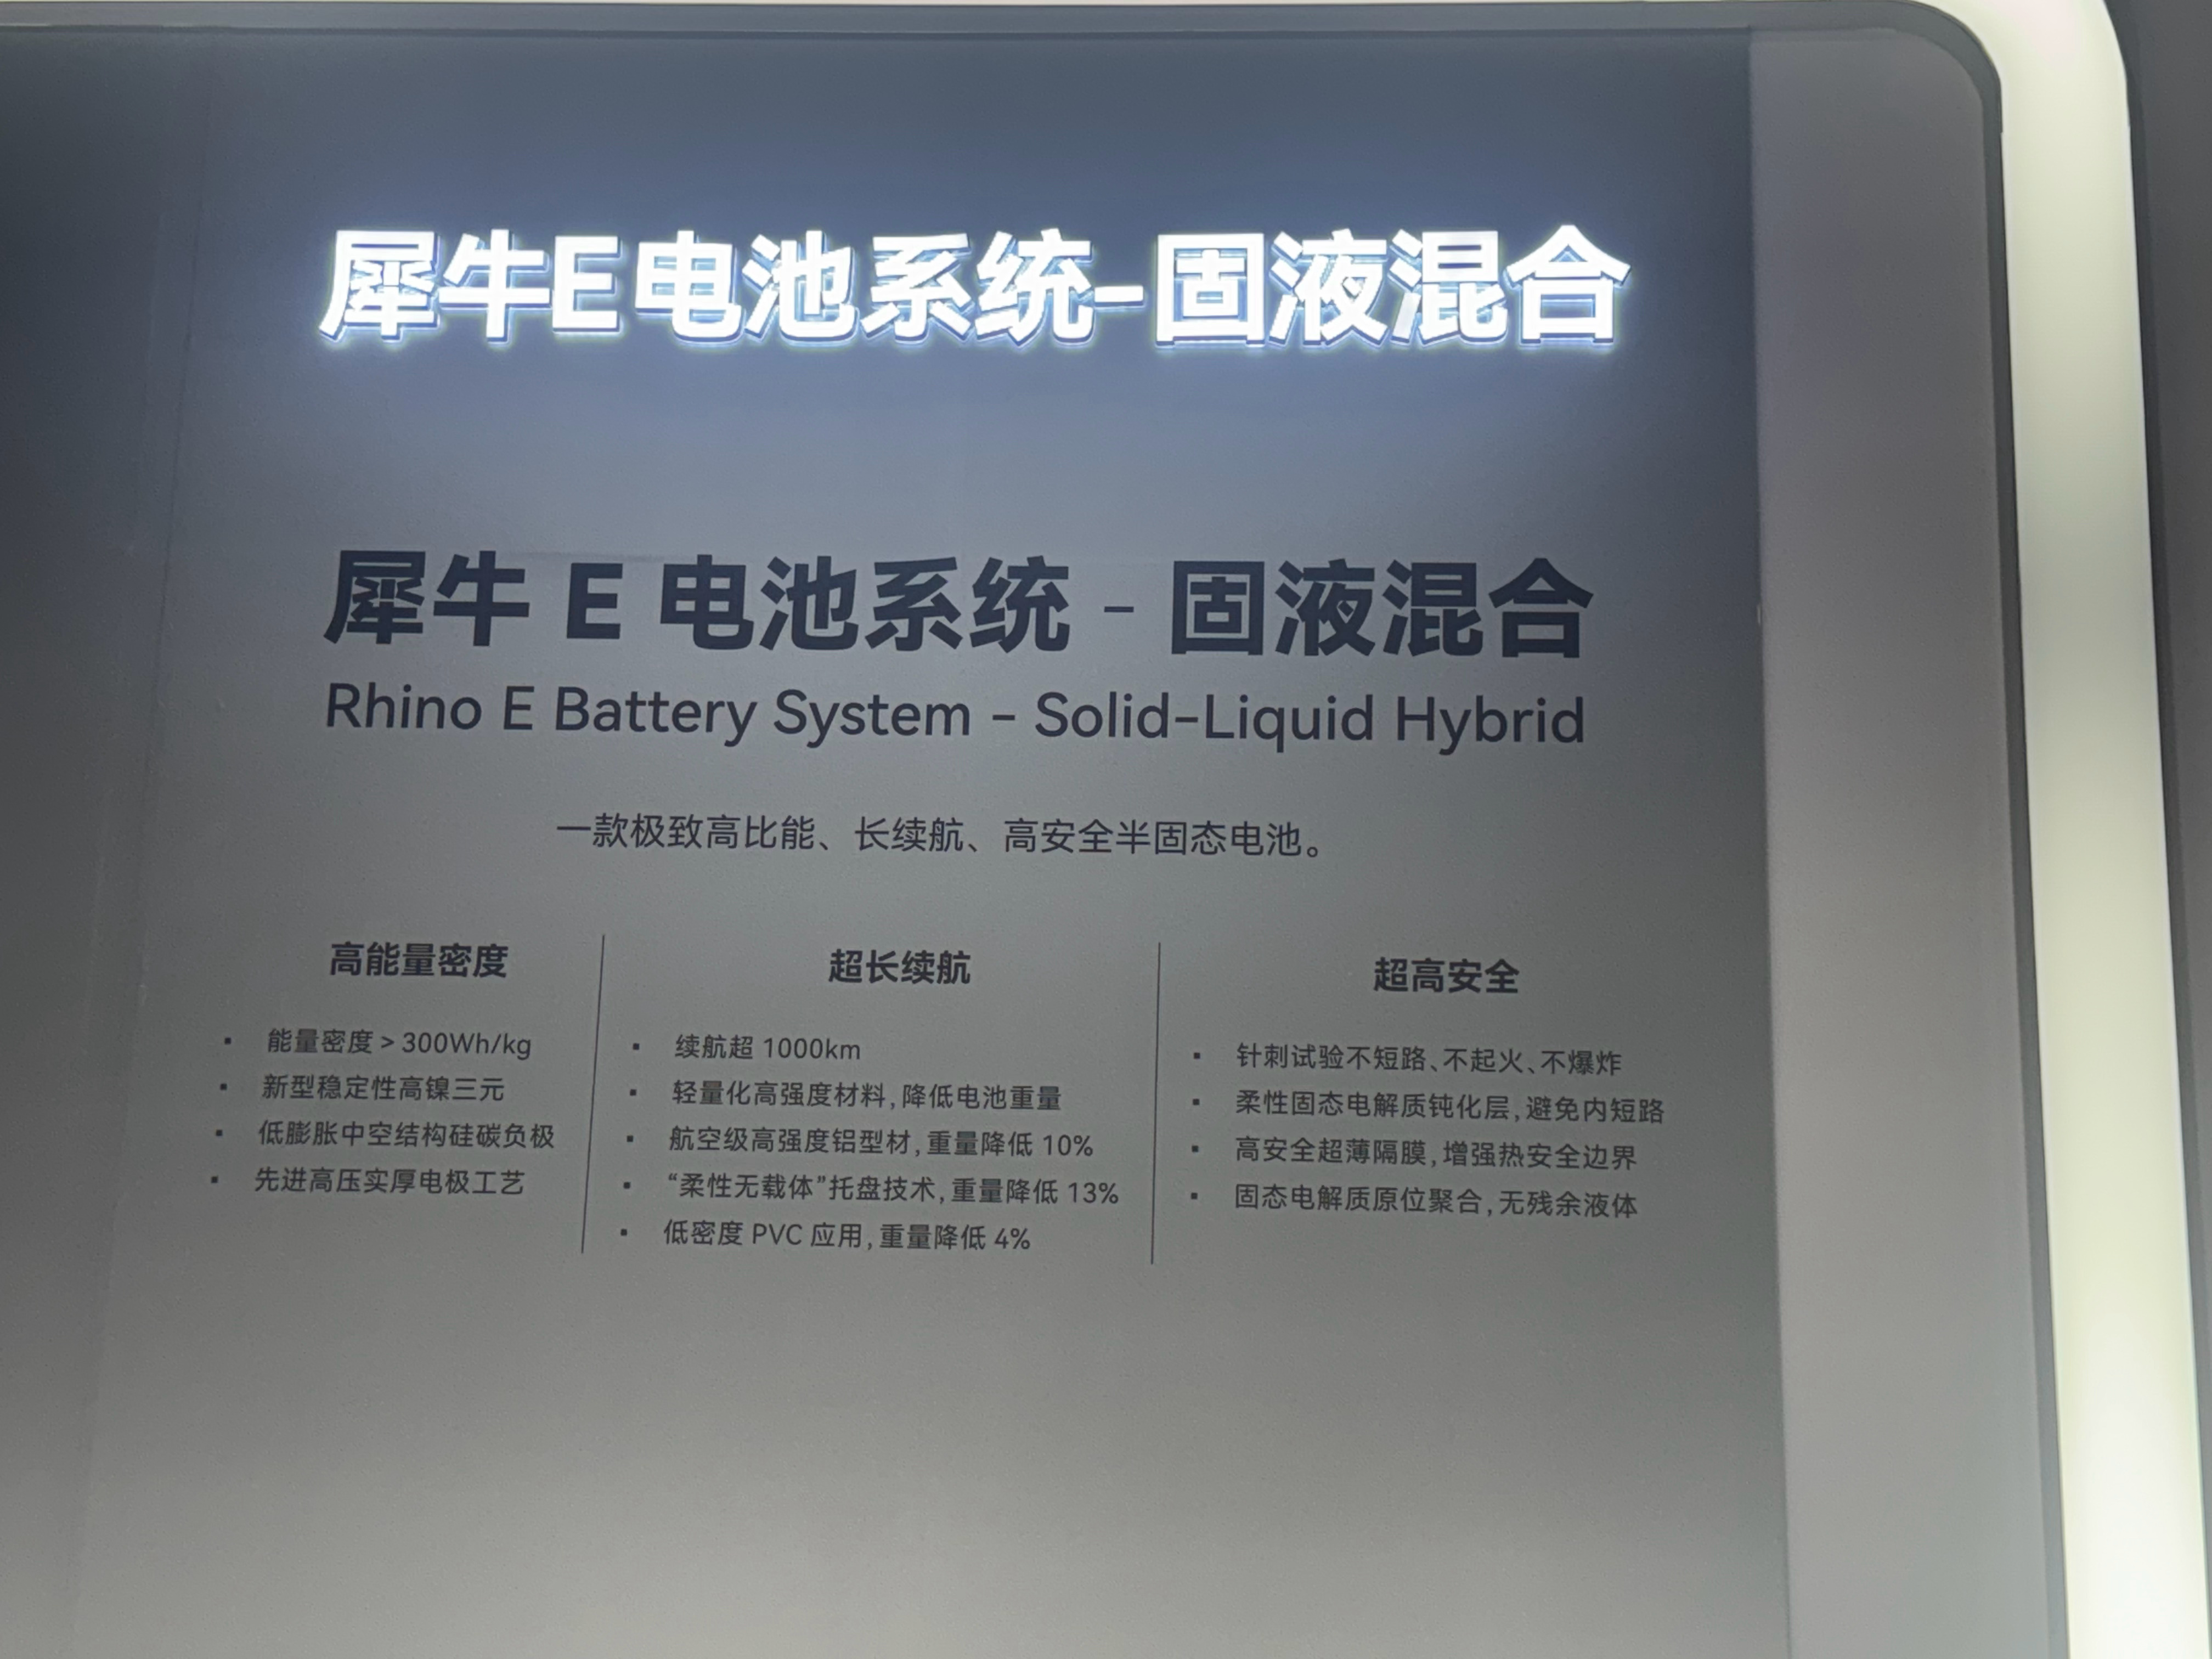 犀牛E电池系统-固液混合
犀牛 E 电池系统 - 固液混合
Rhino E Battery System - Solid-Liquid Hybrid
一款极致高比能、长续航、高安全半固态电池。
高能量密度
▪ 能量密度 > 300Wh/kg
▪ 新型稳定性高镍三元
▪ 低膨胀中空结构硅碳负极
▪ 先进高压实厚电极工艺
超长续航
▪ 续航超 1000km
▪ 轻量化高强度材料,降低电池重量
▪ 航空级高强度铝型材,重量降低 10%
▪ “柔性无载体”托盘技术,重量降低 13%
▪ 低密度 PVC 应用,重量降低 4%
超高安全
▪ 针刺试验不短路、不起火、不爆炸
▪ 柔性固态电解质钝化层,避免内短路
▪ 高安全超薄隔膜,增强热安全边界
▪ 固态电解质原位聚合,无残余液体